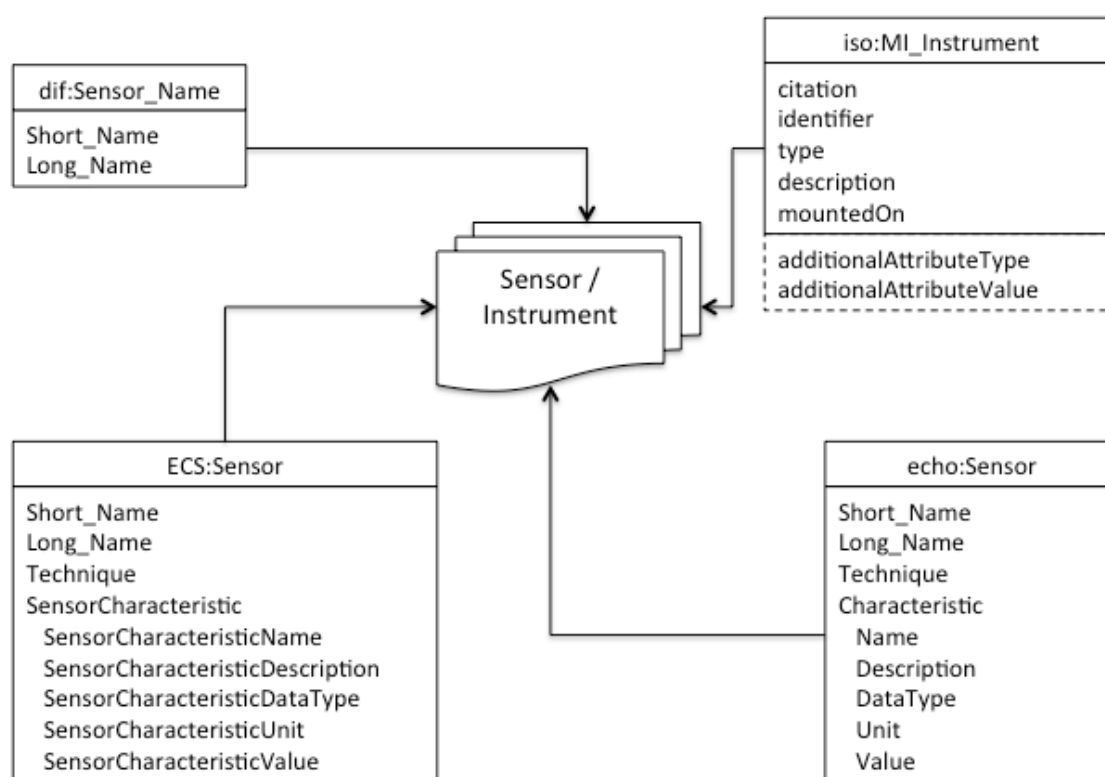 dif:Sensor_Name
Short_Name
Long_Name
iso:MI_Instrument
citation
identifier
type
description
mountedOn
additionalAttributeType
additionalAttributeValue
Sensor /
Instrument
ECS:Sensor
Short_Name
Long_Name
Technique
SensorCharacteristic
SensorCharacteristicName
SensorCharacteristicDescription
SensorCharacteristicDataType
SensorCharacteristicUnit
SensorCharacteristicValue
echo:Sensor
Short_Name
Long_Name
Technique
Characteristic
Name
Description
DataType
Unit
Value